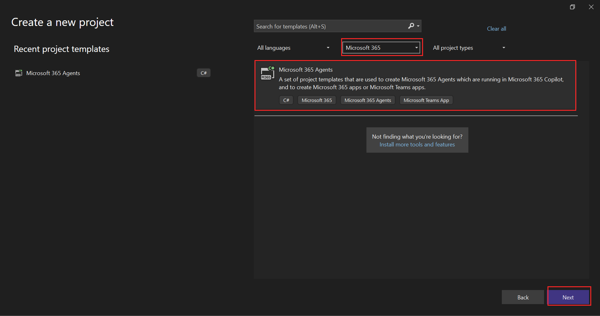 Create a new project
Recent project templates
Microsoft 365 Agents
C#
Search for templates (Alt+S)
Clear all
All languages
Microsoft 365
All project types
Microsoft 365 Agents
A set of project templates that are used to create Microsoft 365 Agents which are running in Microsoft 365 Copilot,
and to create Microsoft 365 apps or Microsoft Teams apps.
C#
Microsoft 365
Microsoft 365 Agents
Microsoft Teams App
Not finding what you're looking for?
Install more tools and features
Back
Next